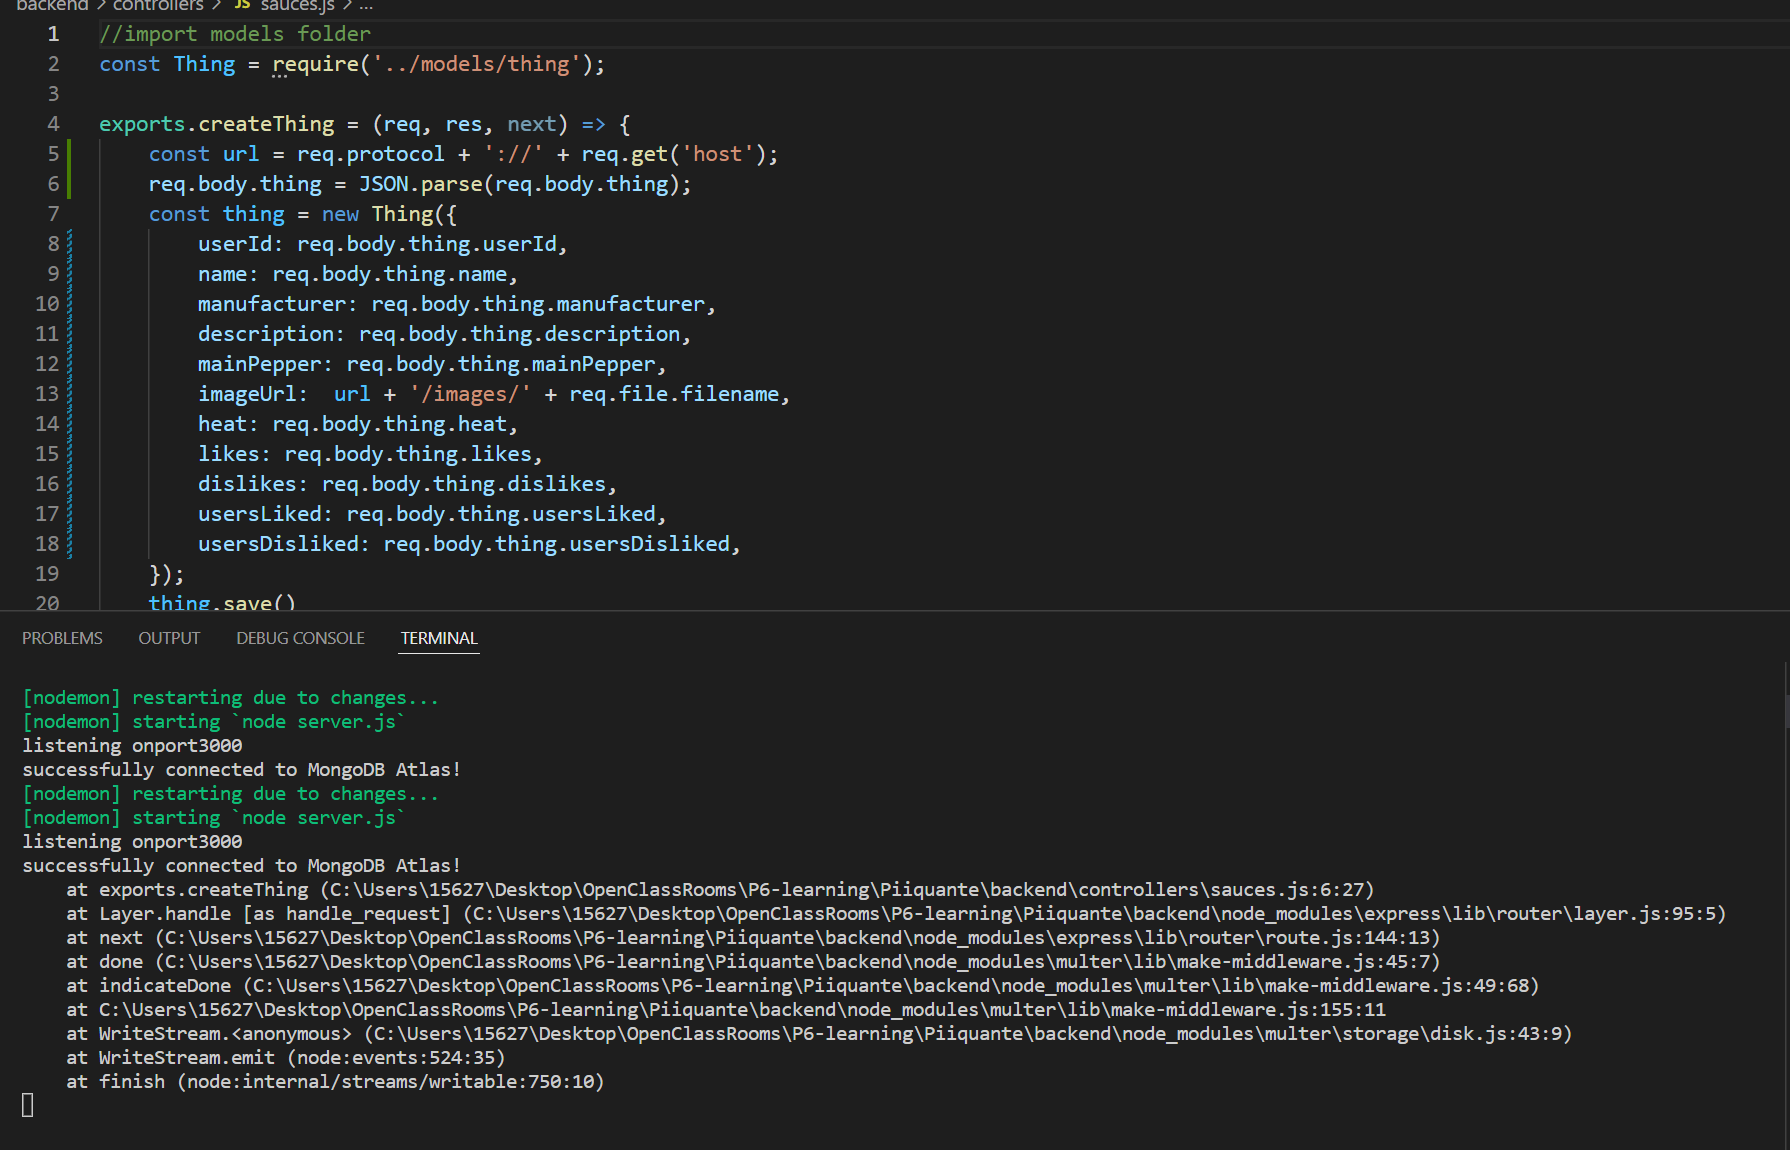 backend > controllers > JS sauces.js > ...
1 //import models folder
2 const Thing = require('../models/thing');
3
4 exports.createThing = (req, res, next) => {
5 const url = req.protocol + '://' + req.get('host');
6 req.body.thing = JSON.parse(req.body.thing);
7 const thing = new Thing({
8 userId: req.body.thing.userId,
9 name: req.body.thing.name,
10 manufacturer: req.body.thing.manufacturer,
11 description: req.body.thing.description,
12 mainPepper: req.body.thing.mainPepper,
13 imageUrl:  url + '/images/' + req.file.filename,
14 heat: req.body.thing.heat,
15 likes: req.body.thing.likes,
16 dislikes: req.body.thing.dislikes,
17 usersLiked: req.body.thing.usersLiked,
18 usersDisliked: req.body.thing.usersDisliked,
19 });
20 thing.save()
PROBLEMS OUTPUT DEBUG CONSOLE TERMINAL
[nodemon] restarting due to changes...
[nodemon] starting `node server.js`
listening onport3000
successfully connected to MongoDB Atlas!
[nodemon] restarting due to changes...
[nodemon] starting `node server.js`
listening onport3000
successfully connected to MongoDB Atlas!
at exports.createThing (C:\Users\15627\Desktop\OpenClassRooms\P6-learning\Piiquante\backend\controllers\sauces.js:6:27)
at Layer.handle [as handle_request] (C:\Users\15627\Desktop\OpenClassRooms\P6-learning\Piiquante\backend\node_modules\express\lib\router\layer.js:95:5)
at next (C:\Users\15627\Desktop\OpenClassRooms\P6-learning\Piiquante\backend\node_modules\express\lib\router\route.js:144:13)
at done (C:\Users\15627\Desktop\OpenClassRooms\P6-learning\Piiquante\backend\node_modules\multer\lib\make-middleware.js:45:7)
at indicateDone (C:\Users\15627\Desktop\OpenClassRooms\P6-learning\Piiquante\backend\node_modules\multer\lib\make-middleware.js:49:68)
at C:\Users\15627\Desktop\OpenClassRooms\P6-learning\Piiquante\backend\node_modules\multer\lib\make-middleware.js:155:11
at WriteStream.<anonymous> (C:\Users\15627\Desktop\OpenClassRooms\P6-learning\Piiquante\backend\node_modules\multer\storage\disk.js:43:9)
at WriteStream.emit (node:events:524:35)
at finish (node:internal/streams/writable:750:10)